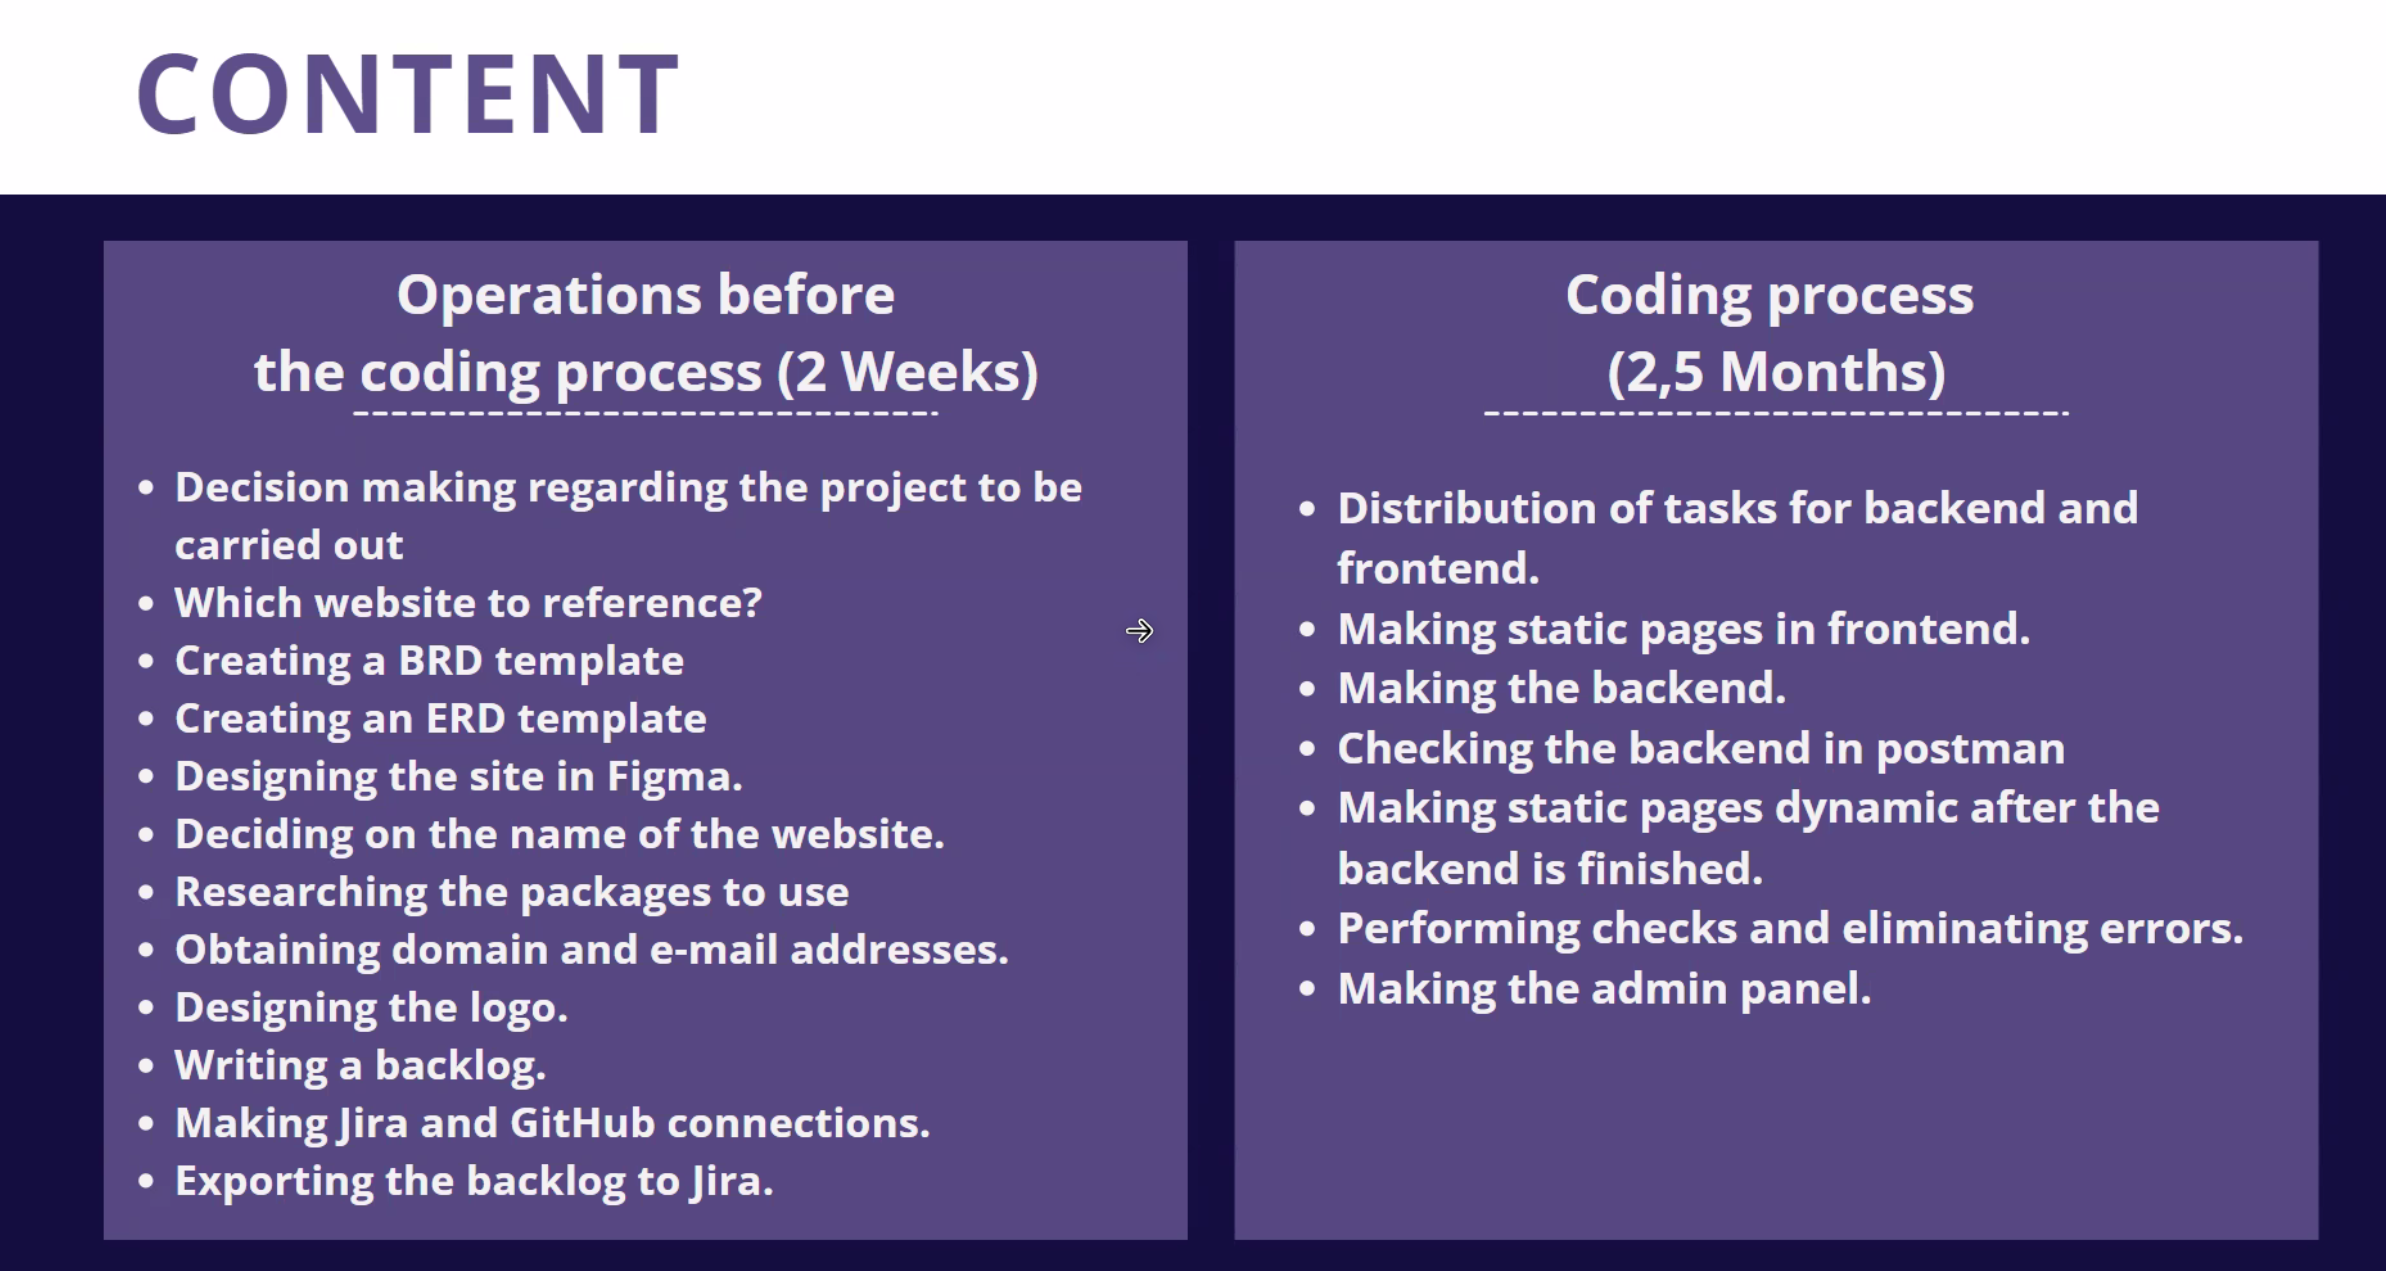 CONTENT
Operations before
the coding process (2 Weeks)
• Decision making regarding the project to be
carried out
• Which website to reference?
• Creating a BRD template
• Creating an ERD template
• Designing the site in Figma.
• Deciding on the name of the website.
• Researching the packages to use
• Obtaining domain and e-mail addresses.
• Designing the logo.
• Writing a backlog.
• Making Jira and GitHub connections.
• Exporting the backlog to Jira.
Coding process
(2,5 Months)
• Distribution of tasks for backend and
frontend.
• Making static pages in frontend.
• Making the backend.
• Checking the backend in postman
• Making static pages dynamic after the
backend is finished.
• Performing checks and eliminating errors.
• Making the admin panel.